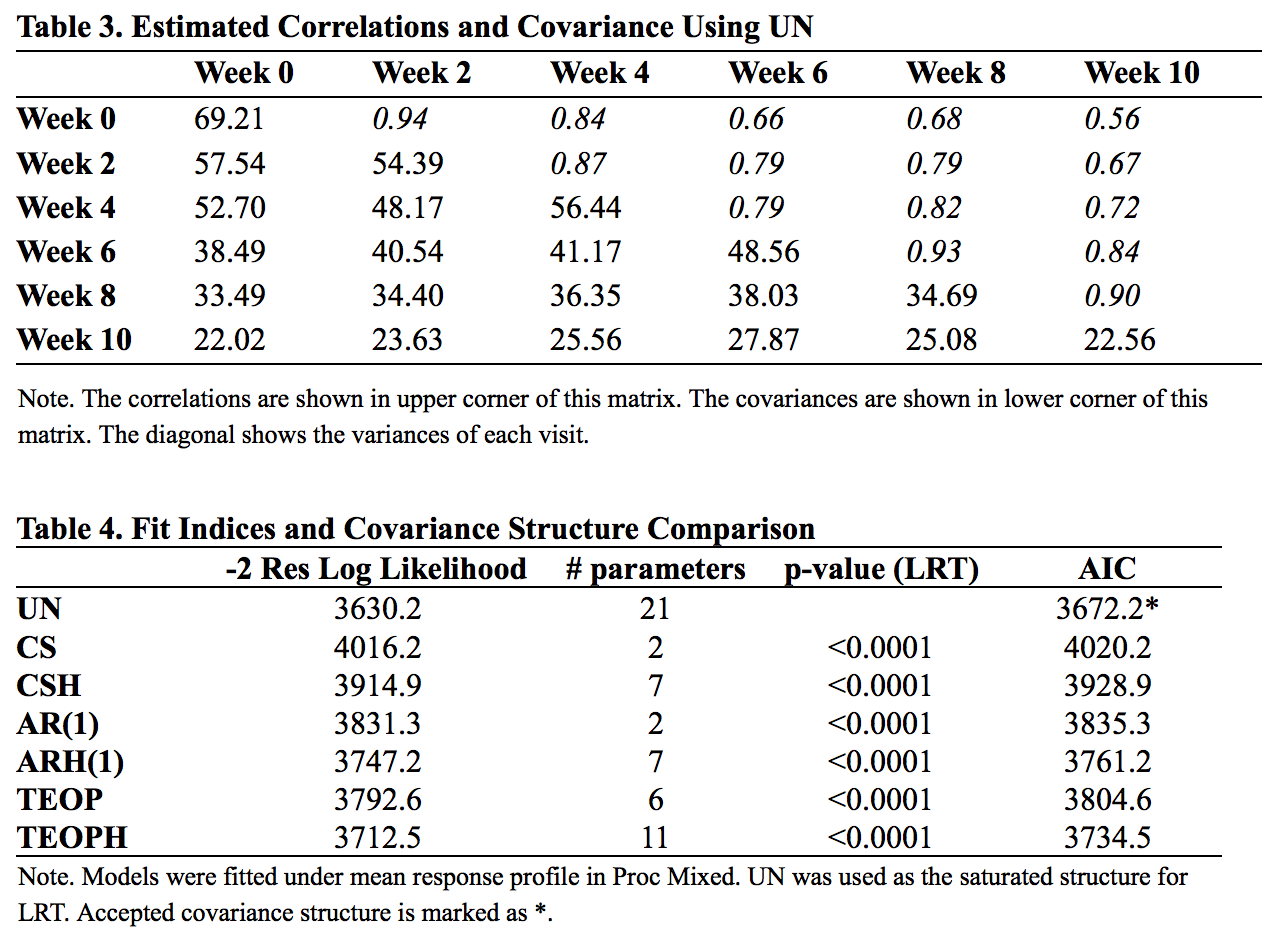 Table 3. Estimated Correlations and Covariance Using UN
Week 0 Week 2 Week 4 Week 6 Week 8 Week 10
Week 0 69.21 0.94 0.84 0.66 0.68 0.56
Week 2 57.54 54.39 0.87 0.79 0.79 0.67
Week 4 52.70 48.17 56.44 0.79 0.82 0.72
Week 6 38.49 40.54 41.17 48.56 0.93 0.84
Week 8 33.49 34.40 36.35 38.03 34.69 0.90
Week 10 22.02 23.63 25.56 27.87 25.08 22.56
Note. The correlations are shown in upper corner of this matrix. The covariances are shown in lower corner of this
matrix. The diagonal shows the variances of each visit.
Table 4. Fit Indices and Covariance Structure Comparison
-2 Res Log Likelihood # parameters p-value (LRT) AIC
UN 3630.2 21 3672.2*
CS 4016.2 2 <0.0001 4020.2
CSH 3914.9 7 <0.0001 3928.9
AR(1) 3831.3 2 <0.0001 3835.3
ARH(1) 3747.2 7 <0.0001 3761.2
TEOP 3792.6 6 <0.0001 3804.6
TEOPH 3712.5 11 <0.0001 3734.5
Note. Models were fitted under mean response profile in Proc Mixed. UN was used as the saturated structure for
LRT. Accepted covariance structure is marked as *.